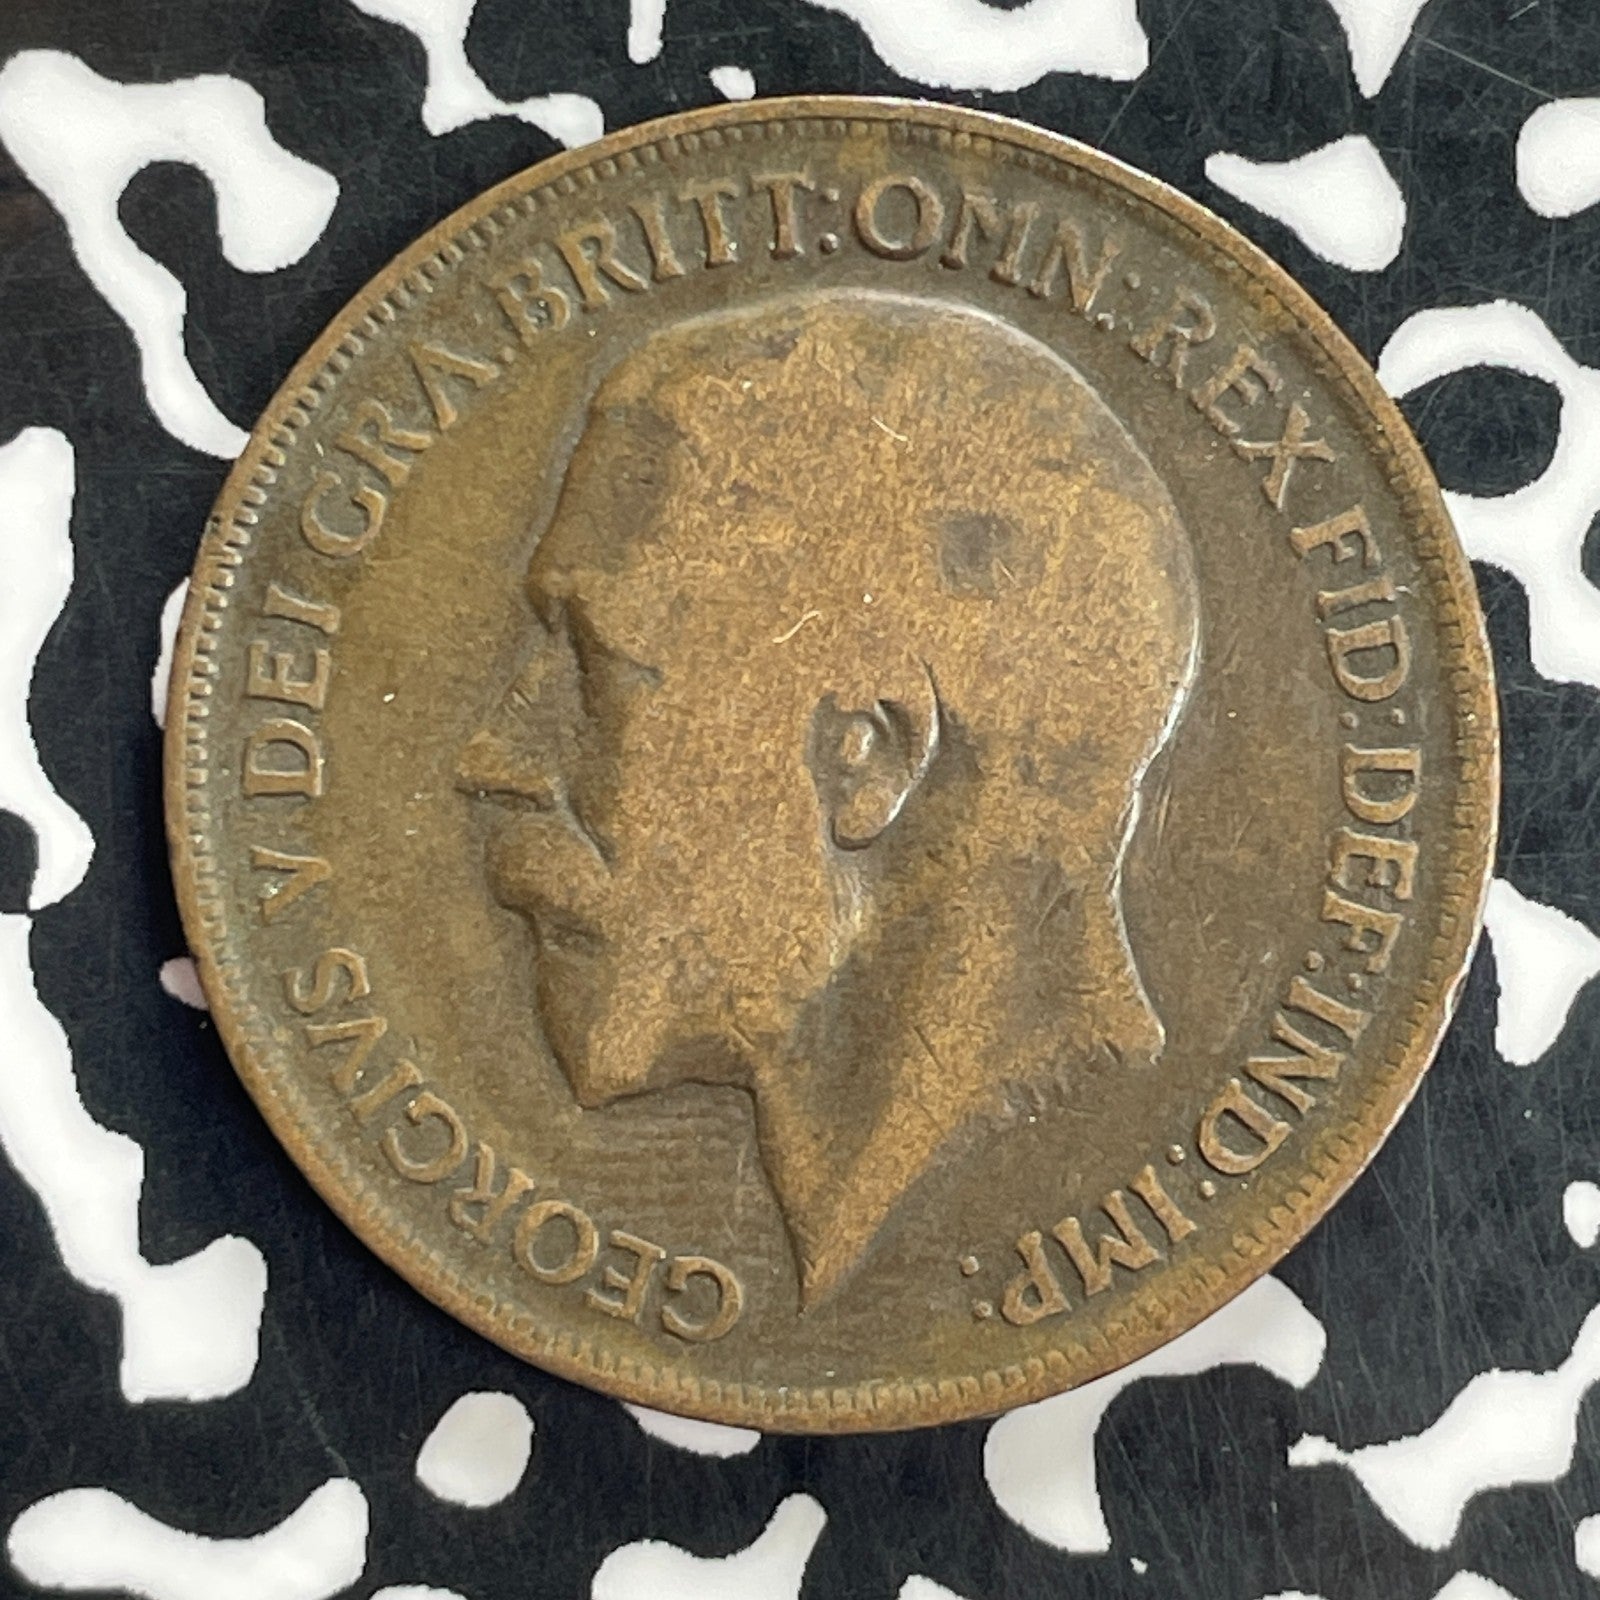 GEORGIVS V DEI GRA: BRITT: OMN: REX FID: DEF: IND: IMP: